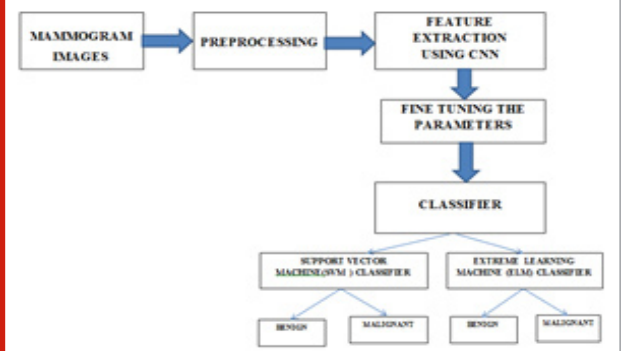 MAMMOGRAM
IMAGES
PREPROCESSING
FEATURE
EXTRACTION
USING CNN
FINE TUNING THE
PARAMETERS
CLASSIFIER
SUPPORT VECTOR
MACHINE(SVM ) CLASSIFIER
EXTREME LEARNING
MACHINE (ELM) CLASSIFIER
BENIGN
MALIGNANT
BENIGN
MALIGNANT